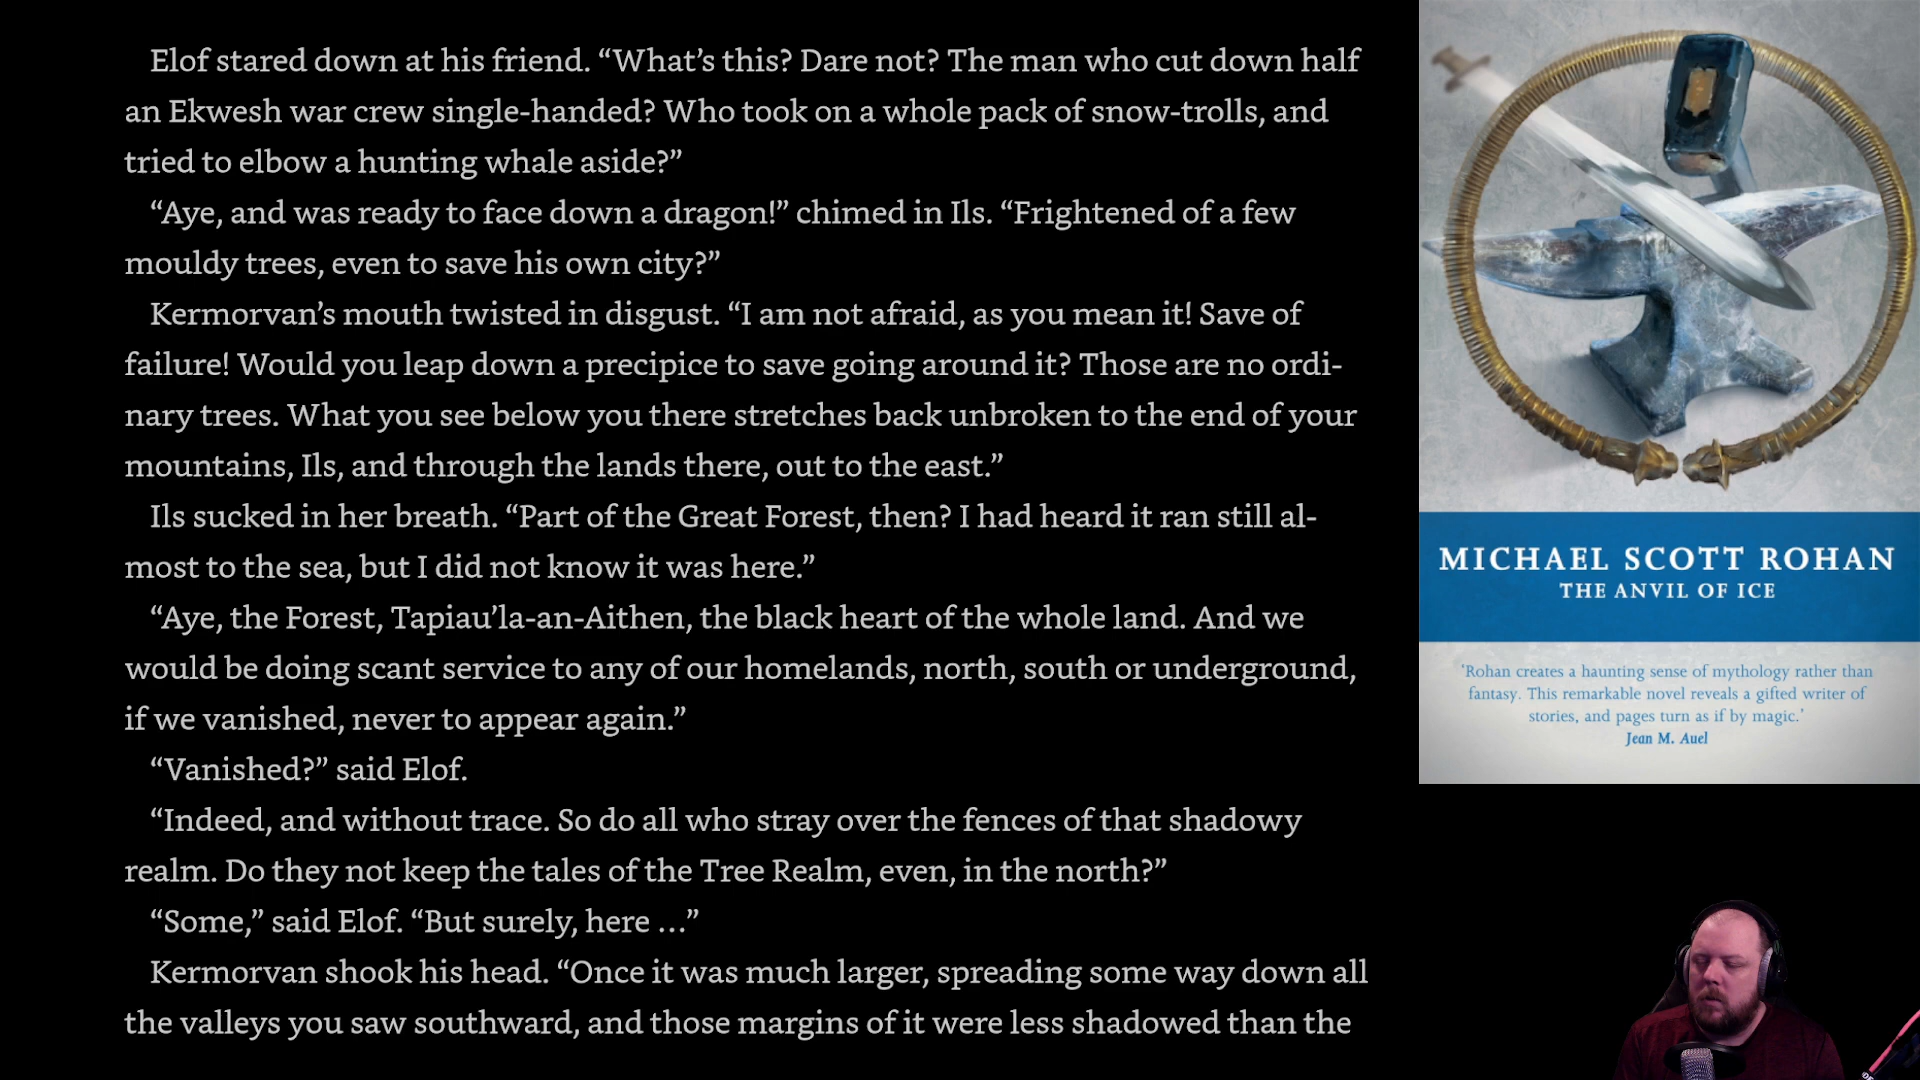 Elof stared down at his friend. “What’s this? Dare not? The man who cut down half
an Ekwesh war crew single-handed? Who took on a whole pack of snow-trolls, and
tried to elbow a hunting whale aside?”
“Aye, and was ready to face down a dragon!” chimed in Ils. “Frightened of a few
mouldy trees, even to save his own city?”
Kermorvan’s mouth twisted in disgust. “I am not afraid, as you mean it! Save of
failure! Would you leap down a precipice to save going around it? Those are no ordi-
nary trees. What you see below you there stretches back unbroken to the end of your
mountains, Ils, and through the lands there, out to the east.”
Ils sucked in her breath. “Part of the Great Forest, then? I had heard it ran still al-
most to the sea, but I did not know it was here.”
“Aye, the Forest, Tapiau’la-an-Aithen, the black heart of the whole land. And we
would be doing scant service to any of our homelands, north, south or underground,
if we vanished, never to appear again.”
“Vanished?” said Elof.
“Indeed, and without trace. So do all who stray over the fences of that shadowy
realm. Do they not keep the tales of the Tree Realm, even, in the north?”
“Some,” said Elof. “But surely, here …”
Kermorvan shook his head. “Once it was much larger, spreading some way down all
the valleys you saw southward, and those margins of it were less shadowed than the
MICHAEL SCOTT ROHAN
THE ANVIL OF ICE
‘Rohan creates a haunting sense of mythology rather than
fantasy. This remarkable novel reveals a gifted writer of
stories, and pages turn as if by magic.’
Jean M. Auel